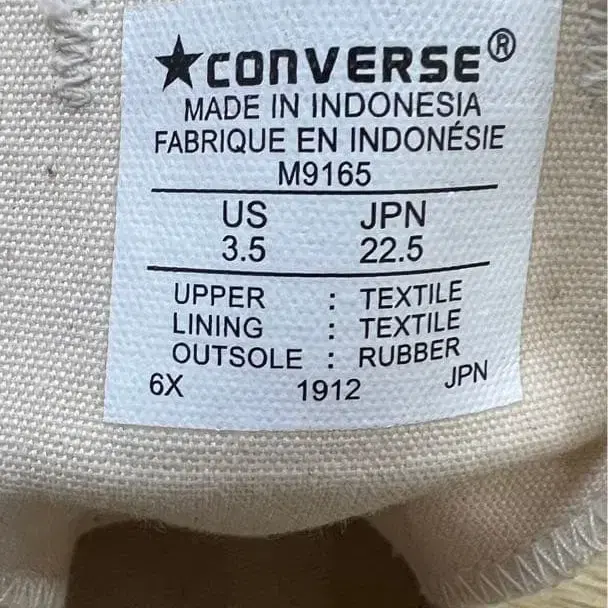 ★CONVERSE®
MADE IN INDONESIA
FABRIQUE EN INDONÉSIE
M9165
US JPN
3.5 22.5
UPPER : TEXTILE
LINING : TEXTILE
OUTSOLE : RUBBER
6X 1912 JPN